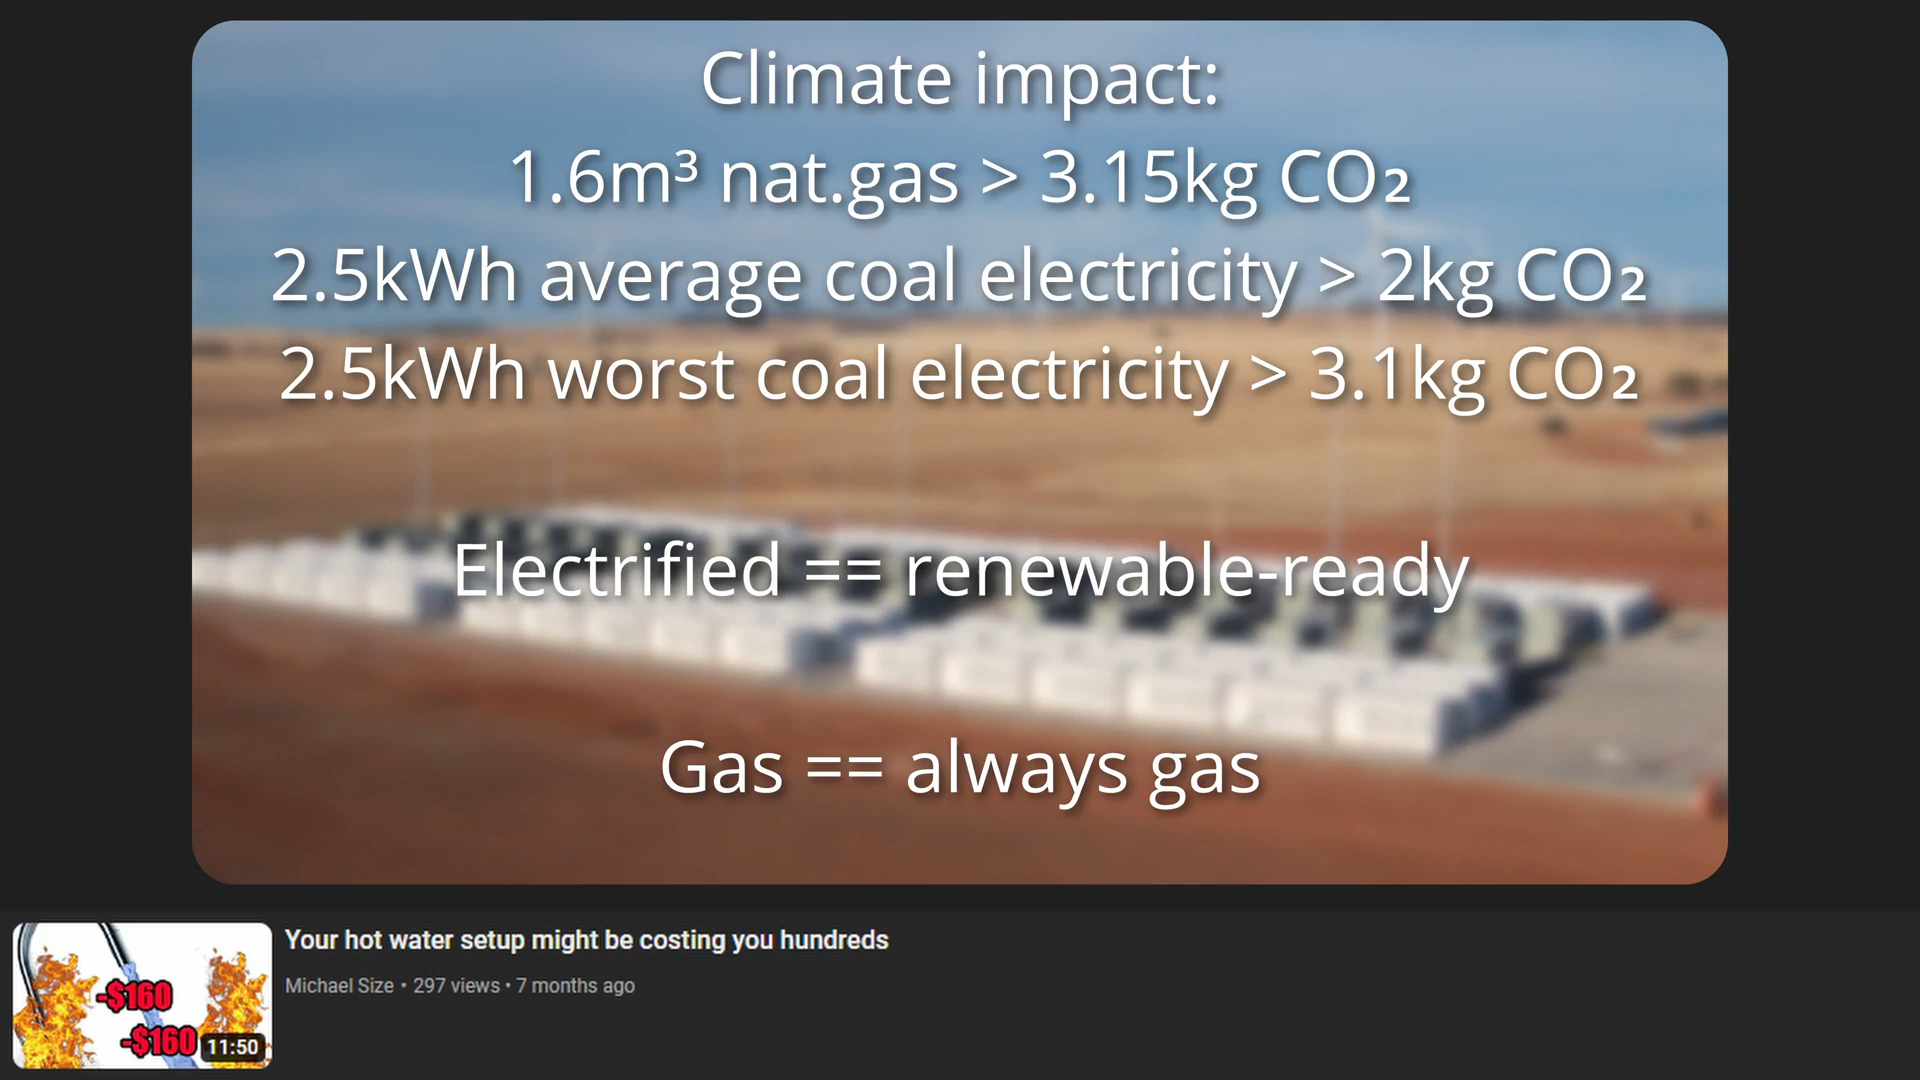 Climate impact:
1.6m³ nat.gas > 3.15kg CO₂
2.5kWh average coal electricity > 2kg CO₂
2.5kWh worst coal electricity > 3.1kg CO₂
Electrified == renewable-ready
Gas == always gas
Your hot water setup might be costing you hundreds
Michael Size • 297 views • 7 months ago
-$160
-$160
11:50